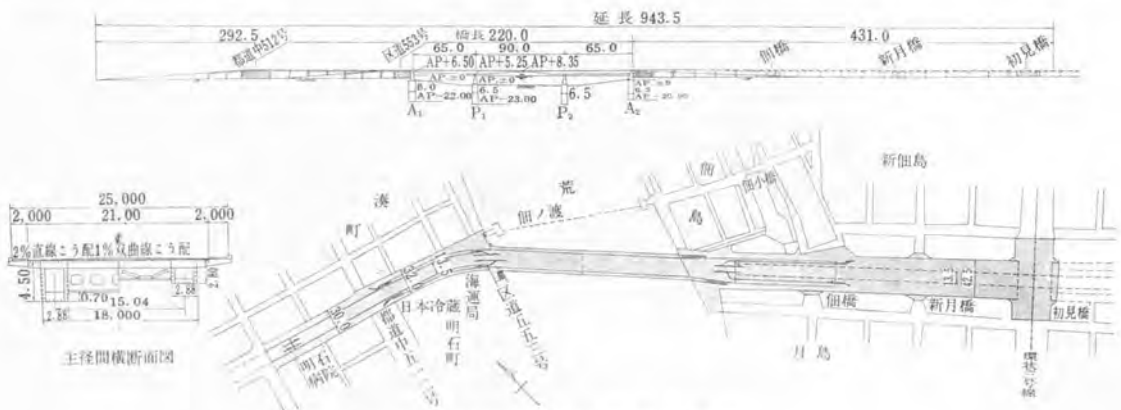 延長 943.5
292.5 橋長 220.0 431.0
都道中512号
区道553号
65.0 90.0 65.0
佃橋
新月橋
初見橋
AP+6.50 AP+5.25 AP+8.35
AP±0 AP±0
6.0
AP-22.00
6.5
AP-23.00
6.5
A₁ P₁ P₂ A₂
新佃島
佃
島
佃小橋
荒
佃ノ渡
湊
町
25.000
2,000 21.00 2,000
2%直線こう配 1%双曲線こう配
4.50
2.80
0.70
2.88
15.04
2.88
18.000
主径間横断面図
日本冷蔵
海運局
明石町
区道五五三号
都道中五一二号
明石
病院
佃橋
新月橋
初見橋
月島